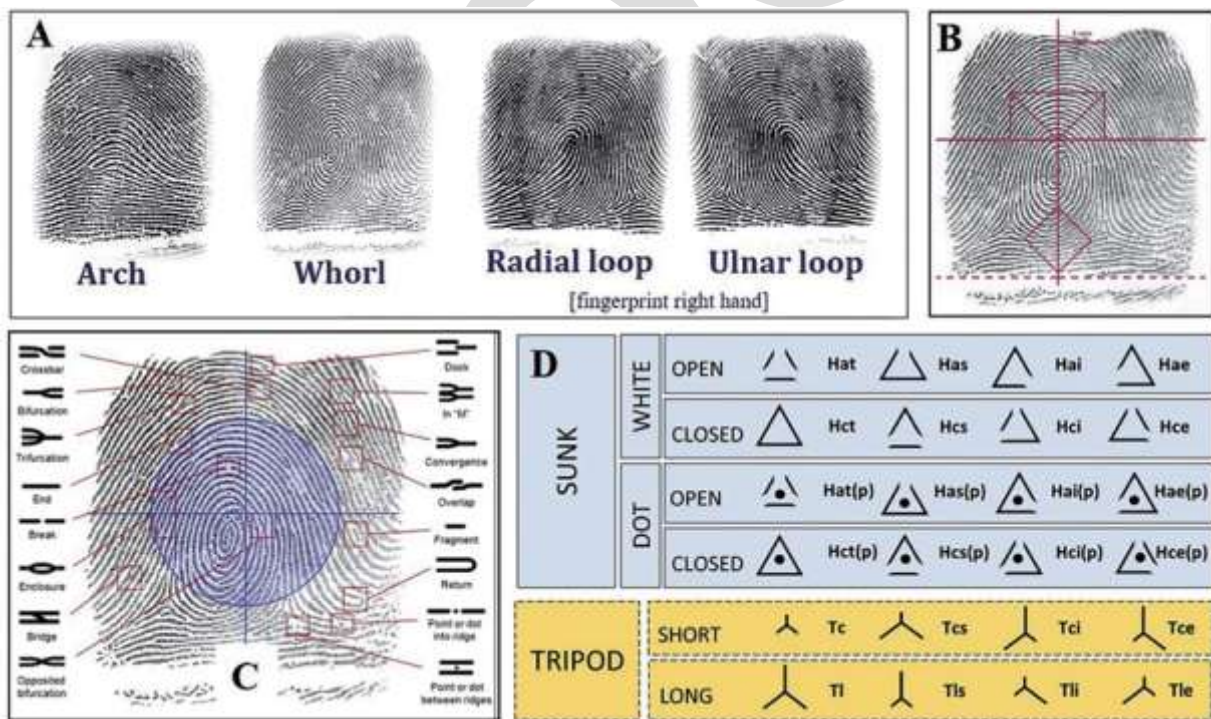 A
Arch
Whorl
Radial loop
Ulnar loop
[fingerprint right hand]
B
C
Crossbar
Bifurcation
Trifurcation
End
Break
Enclosure
Bridge
Opposited
bifurcation
Dock
In "M"
Convergence
Overlap
Fragment
Return
Point or dot
into ridge
Point or dot
between ridges
D
SUNK
WHITE
OPEN Hat Has Hai Hae
CLOSED Hct Hcs Hci Hce
DOT
OPEN Hat(p) Has(p) Hai(p) Hae(p)
CLOSED Hct(p) Hcs(p) Hci(p) Hce(p)
TRIPOD
SHORT Tc Tcs Tci Tce
LONG Tl Tls Tli Tle